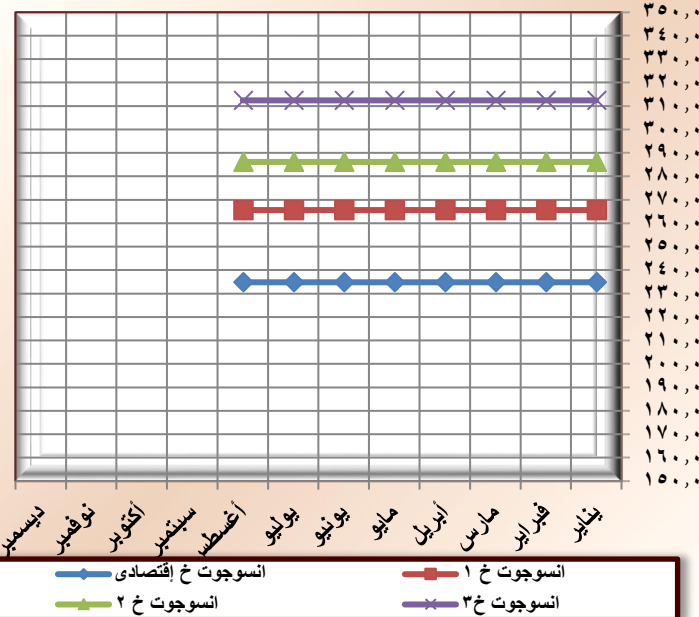 ٣٥٠,٠
٣٤٠,٠
٣٣٠,٠
٣٢٠,٠
٣١٠,٠
٣٠٠,٠
٢٩٠,٠
٢٨٠,٠
٢٧٠,٠
٢٦٠,٠
٢٥٠,٠
٢٤٠,٠
٢٣٠,٠
٢٢٠,٠
٢١٠,٠
٢٠٠,٠
١٩٠,٠
١٨٠,٠
١٧٠,٠
١٦٠,٠
١٥٠,٠
يناير
فبراير
مارس
أبريل
مايو
يونيو
يوليو
أغسطس
سبتمبر
أكتوبر
نوفمبر
ديسمبر
انسوجوت خ ١
انسوجوت خ إقتصادى
انسوجوت خ٣
انسوجوت خ ٢